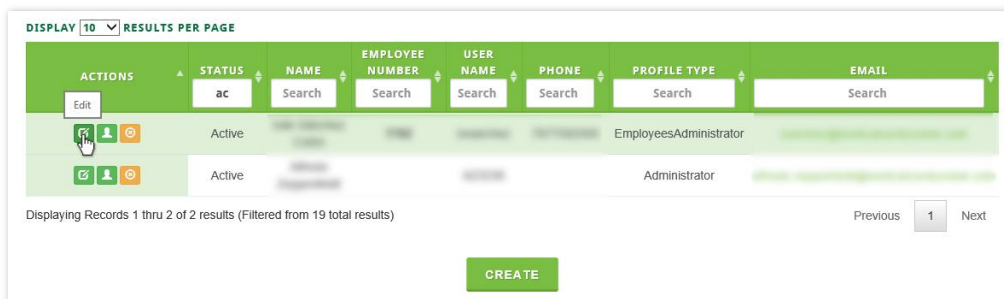 DISPLAY 10 RESULTS PER PAGE
ACTIONS STATUS NAME EMPLOYEE NUMBER USER NAME PHONE PROFILE TYPE EMAIL
ac Search Search Search Search Search Search
Edit
Active EmployeesAdministrator
Active Administrator
Displaying Records 1 thru 2 of 2 results (Filtered from 19 total results) Previous 1 Next
CREATE